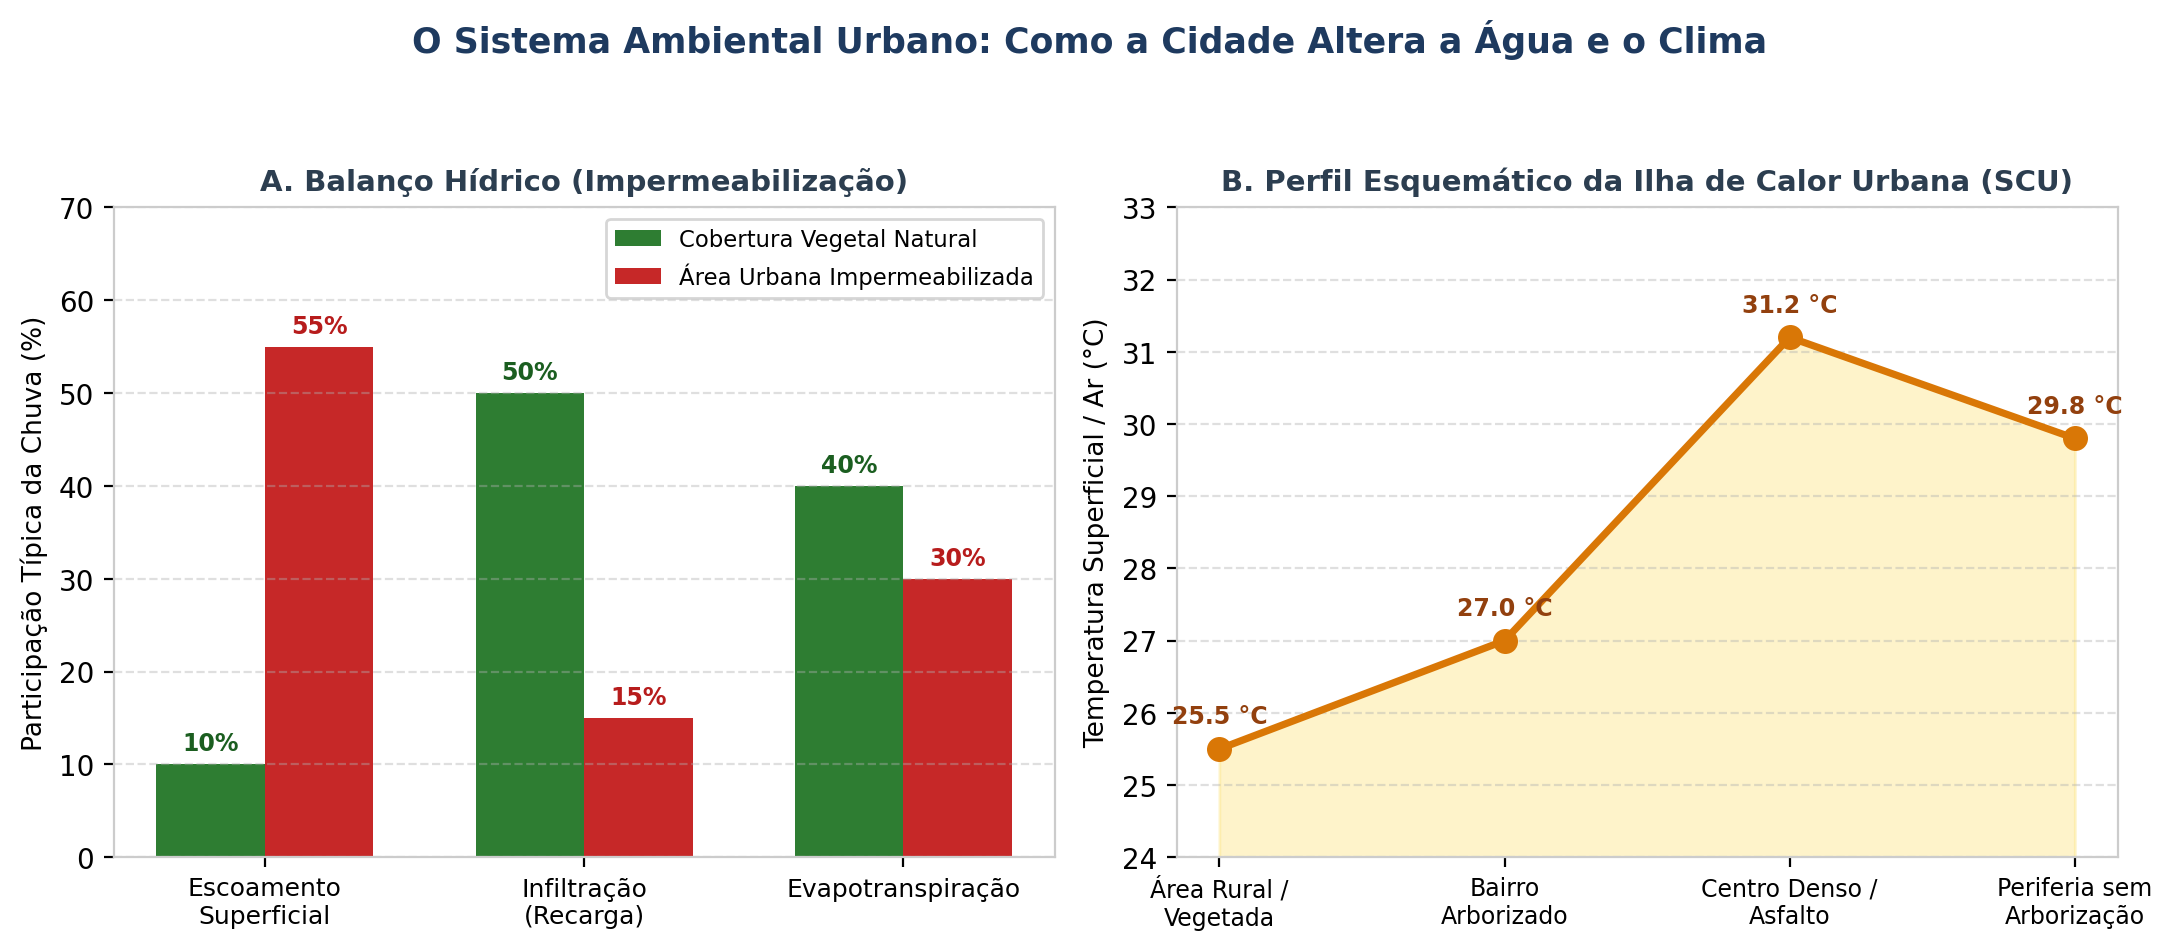 O Sistema Ambiental Urbano: Como a Cidade Altera a Água e o Clima
A. Balanço Hídrico (Impermeabilização)
Participação Típica da Chuva (%)
70
60
50
40
30
20
10
0
Cobertura Vegetal Natural
Área Urbana Impermeabilizada
10%
55%
50%
15%
40%
30%
Escoamento
Superficial
Infiltração
(Recarga)
Evapotranspiração
B. Perfil Esquemático da Ilha de Calor Urbana (SCU)
Temperatura Superficial / Ar (°C)
33
32
31
30
29
28
27
26
25
24
25.5 °C
27.0 °C
31.2 °C
29.8 °C
Área Rural /
Vegetada
Bairro
Arborizado
Centro Denso /
Asfalto
Periferia sem
Arborização